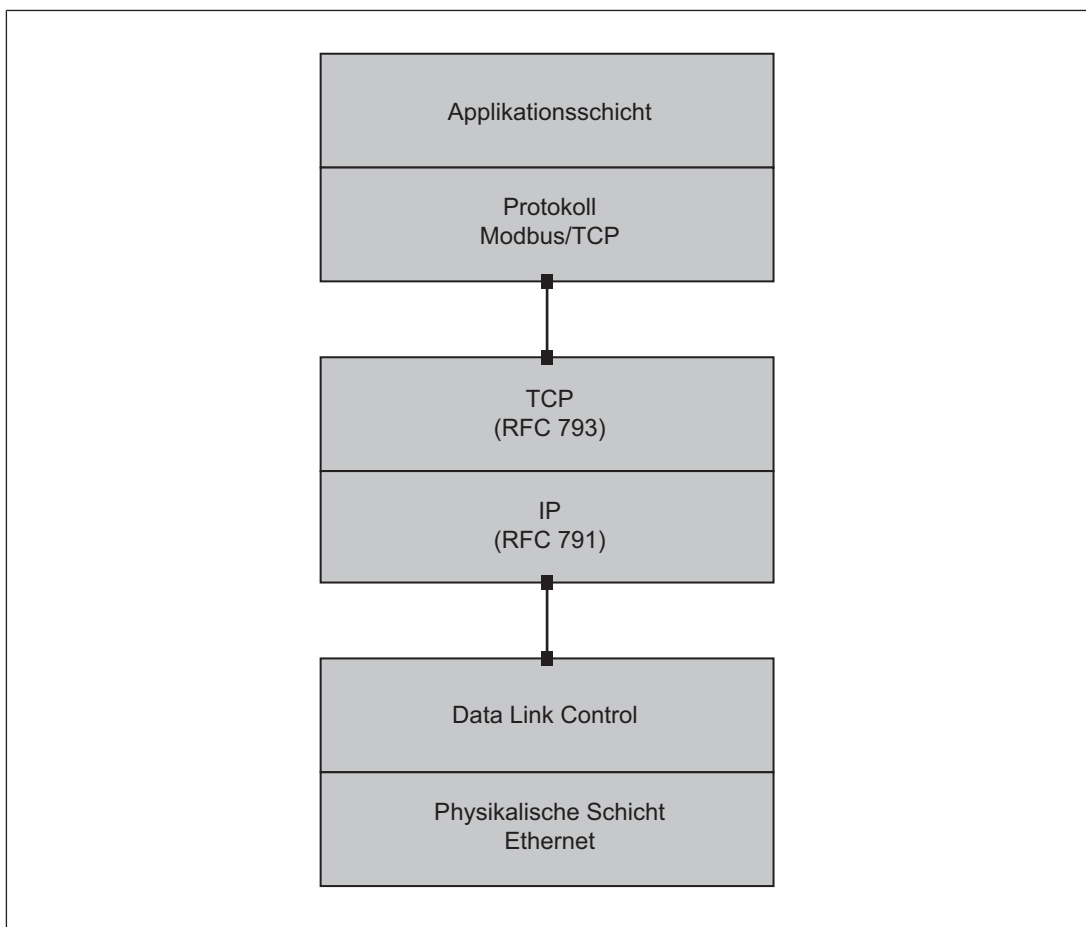 Applikationsschicht
Protokoll
Modbus/TCP
TCP
(RFC 793)
IP
(RFC 791)
Data Link Control
Physikalische Schicht
Ethernet